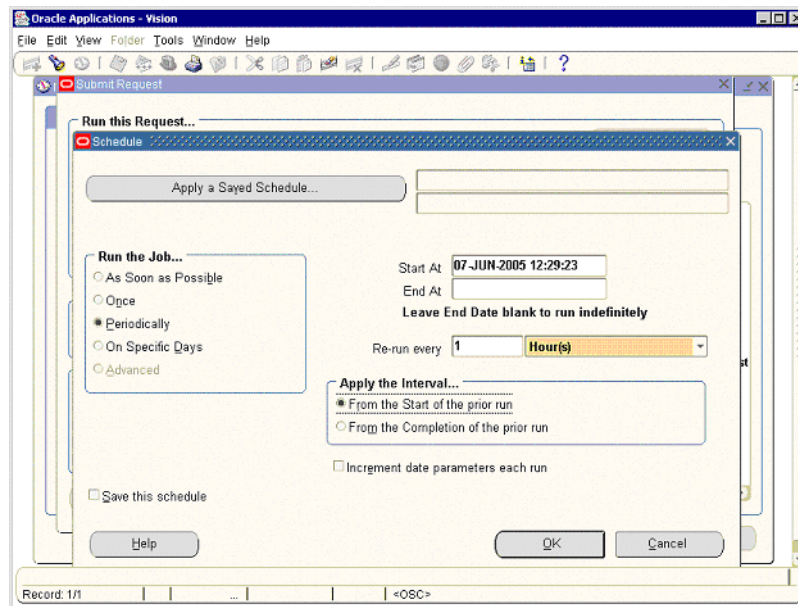 Oracle Applications - Vision
File Edit View Folder Tools Window Help
Submit Request
Run this Request...
Schedule
Apply a Saved Schedule...
Run the Job...
As Soon as Possible
Once
Periodically
On Specific Days
Advanced
Start At 07-JUN-2005 12:29:23
End At
Leave End Date blank to run indefinitely
Re-run every 1 Hour(s)
Apply the Interval...
From the Start of the prior run
From the Completion of the prior run
Increment date parameters each run
Save this schedule
Help OK Cancel
Record: 1/1 ... <OSC>